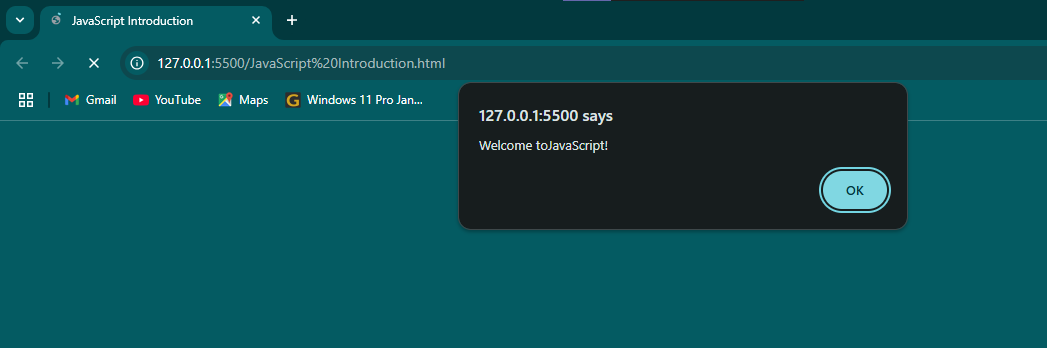 JavaScript Introduction
127.0.0.1:5500/JavaScript%20Introduction.html
Gmail YouTube Maps Windows 11 Pro Jan...
127.0.0.1:5500 says
Welcome toJavaScript!
OK